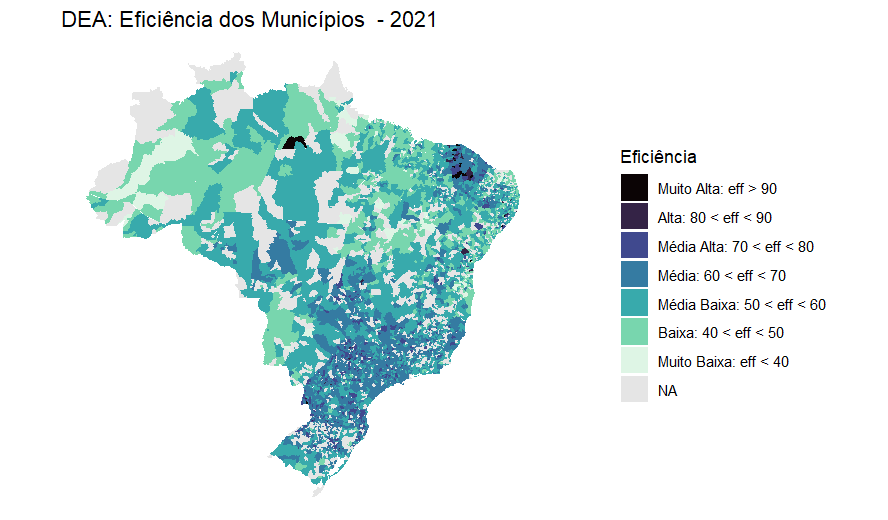 DEA: Eficiência dos Municípios - 2021
Eficiência
Muito Alta: eff > 90
Alta: 80 < eff < 90
Média Alta: 70 < eff < 80
Média: 60 < eff < 70
Média Baixa: 50 < eff < 60
Baixa: 40 < eff < 50
Muito Baixa: eff < 40
NA